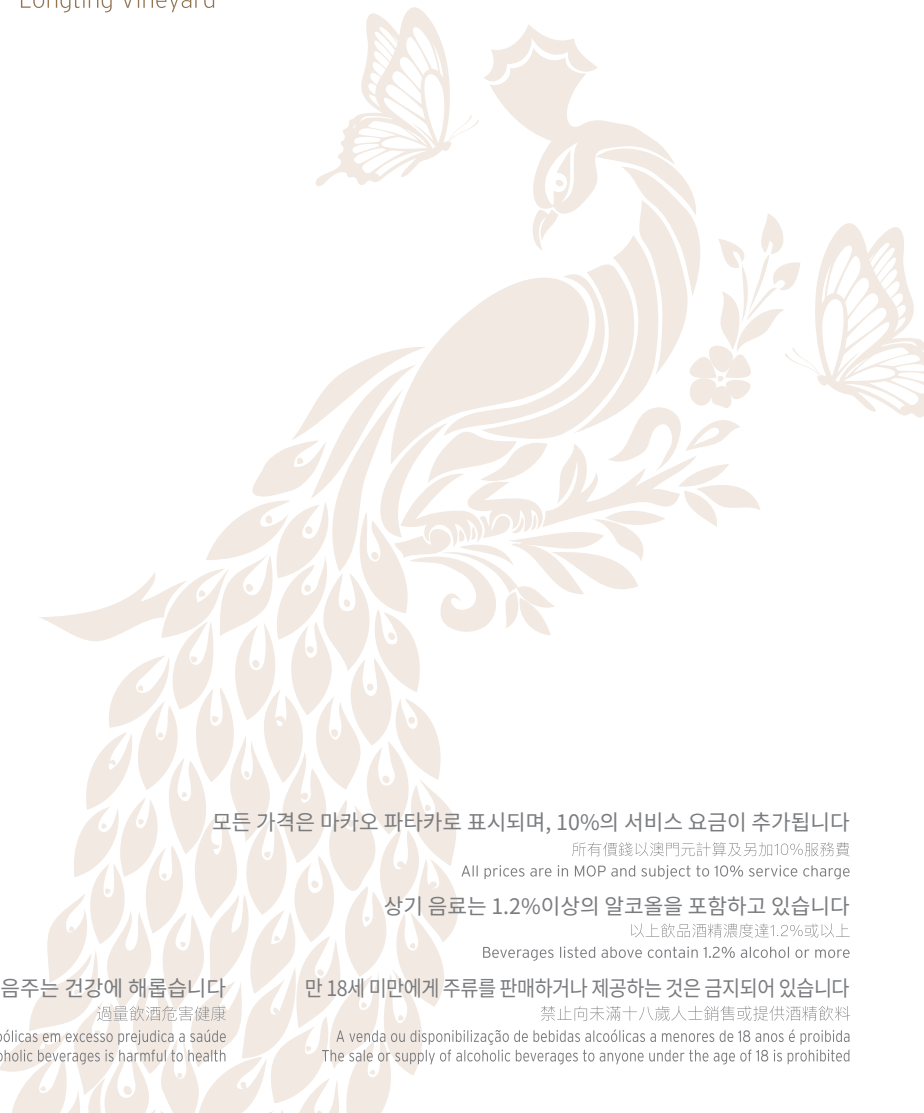 Longting Vineyard
모든 가격은 마카오 파타카로 표시되며, 10%의 서비스 요금이 추가됩니다
所有價錢以澳門元計算及另加10%服務費
All prices are in MOP and subject to 10% service charge
상기 음료는 1.2%이상의 알코올을 포함하고 있습니다
以上飲品酒精濃度達1.2%或以上
Beverages listed above contain 1.2% alcohol or more
음주는 건강에 해롭습니다
過量飲酒危害健康
em excesso prejudica a saúde
beverages is harmful to health
만 18세 미만에게 주류를 판매하거나 제공하는 것은 금지되어 있습니다
禁止向未滿十八歲人士銷售或提供酒精飲料
A venda ou disponibilização de bebidas alcoólicas a menores de 18 anos é proibida
The sale or supply of alcoholic beverages to anyone under the age of 18 is prohibited